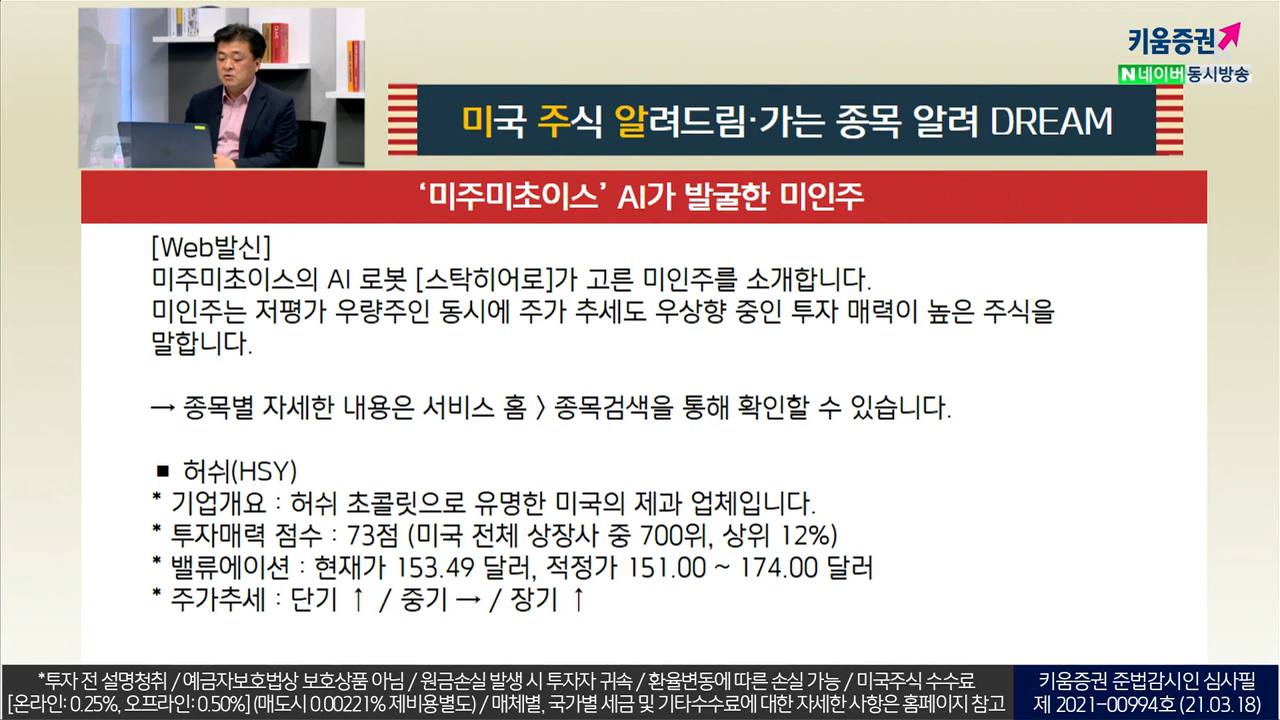 키움증권
N 네이버 동시방송
미국 주식 알려드림·가는 종목 알려 DREAM
‘미주미초이스’ AI가 발굴한 미인주
[Web발신]
미주미초이스의 AI 로봇 [스탁히어로]가 고른 미인주를 소개합니다.
미인주는 저평가 우량주인 동시에 주가 추세도 우상향 중인 투자 매력이 높은 주식을
말합니다.
→ 종목별 자세한 내용은 서비스 홈 > 종목검색을 통해 확인할 수 있습니다.
■ 허쉬(HSY)
* 기업개요 : 허쉬 초콜릿으로 유명한 미국의 제과 업체입니다.
* 투자매력 점수 : 73점 (미국 전체 상장사 중 700위, 상위 12%)
* 밸류에이션 : 현재가 153.49 달러, 적정가 151.00 ~ 174.00 달러
* 주가추세 : 단기 ↑ / 중기 → / 장기 ↑
*투자 전 설명청취 / 예금자보호법상 보호상품 아님 / 원금손실 발생 시 투자자 귀속 / 환율변동에 따른 손실 가능 / 미국주식 수수료
[온라인: 0.25%, 오프라인: 0.50%] (매도시 0.00221% 제비용별도) / 매체별, 국가별 세금 및 기타수수료에 대한 자세한 사항은 홈페이지 참고
키움증권 준법감시인 심사필
제 2021-00994호 (21.03.18)